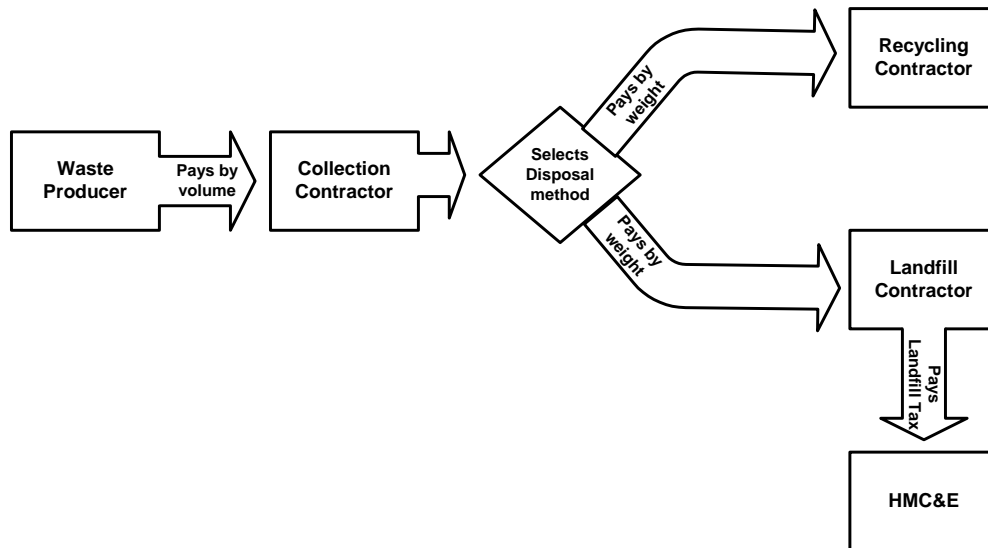 Waste
Producer
Pays by
volume
Collection
Contractor
Selects
Disposal
method
Pays by
weight
Recycling
Contractor
Pays by
weight
Landfill
Contractor
Pays
Landfill Tax
HMC&E